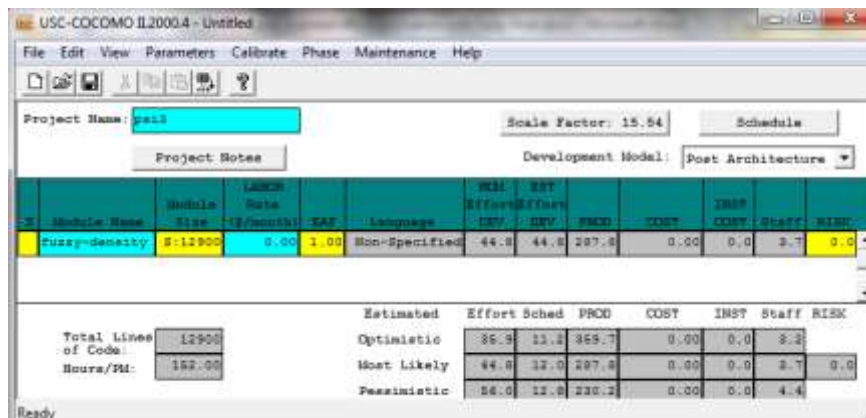 USC-COCOMO II.2000.4 - Untitled
File Edit View Parameters Calibrate Phase Maintenance Help
Project Name: psi3
Scale Factor: 15.54 Schedule
Project Notes
Development Model: Post Architecture
X Module Name Module Size LABOR Rate ($/month) EAF Language NOM Effort DEV EST Effort DEV PROD COST INST COST Staff RISK
fuzzy-density S:12900 0.00 1.00 Non-Specified 44.8 44.8 287.8 0.00 0.0 3.7 0.0
Estimated Effort Sched PROD COST INST Staff RISK
Total Lines of Code: 12900
Optimistic 35.9 11.2 359.7 0.00 0.0 3.2
Hours/PM: 152.00
Most Likely 44.8 12.0 287.8 0.00 0.0 3.7 0.0
Pessimistic 56.0 12.8 230.2 0.00 0.0 4.4
Ready